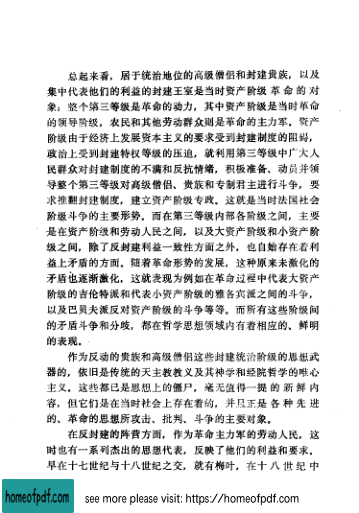 总起来看，居于统治地位的高级僧侣和封建贵族，以及
集中代表他们的利益的封建王室是当时资产阶级革命的对
象；整个第三等级是革命的动力，其中资产阶级是当时革命
的领导阶级，农民和其他劳动群众则是革命的主力军。资产
阶级由于经济上发展资本主义的要求受到封建制度的阻碍，
政治上受到封建特权等级的压迫，就利用第三等级中广大人
民群众对封建制度的不满和反抗情绪，积极准备、动员并领
导整个第三等级对高级僧侣、贵族和专制君主进行斗争，要
求推翻封建制度，建立资产阶级专政。这就是当时法国社会
阶级斗争的主要形势。而在第三等级内部各阶级之间，主要
是在资产阶级和劳动人民之间，以及大资产阶级和小资产阶
级之间，除了反封建利益一致性方面之外，也自始存在着利
益上矛盾的方面。随着革命形势的发展，这种原来未激化的
矛盾也逐渐激化，这就表现为例如在革命过程中代表大资产
阶级的吉伦特派和代表小资产阶级的雅各宾派之间的斗争，
以及巴贝夫派反对资产阶级的斗争等等。而所有这些阶级间
的矛盾斗争和分歧，都在哲学思想领域内有着相应的、鲜明
的表现。
作为反动的贵族和高级僧侣这些封建统治阶级的思想武
器的，依旧是传统的天主教教义及其神学和经院哲学的唯心
主义。这些都已是思想上的僵尸，毫无值得一提的新鲜内
容，但它们是在当时社会上存在着的，并且正是各种先进
的、革命的思想所攻击、批判、斗争的主要对象。
在反封建的阵营方面，作为革命主力军的劳动人民，这
时也有一系列杰出的思想代表，反映了他们的利益和要求。
早在十七世纪与十八世纪之交，就有梅叶，在十八世纪中
homeofpdf.com
see more please visit: https://homeofpdf.com